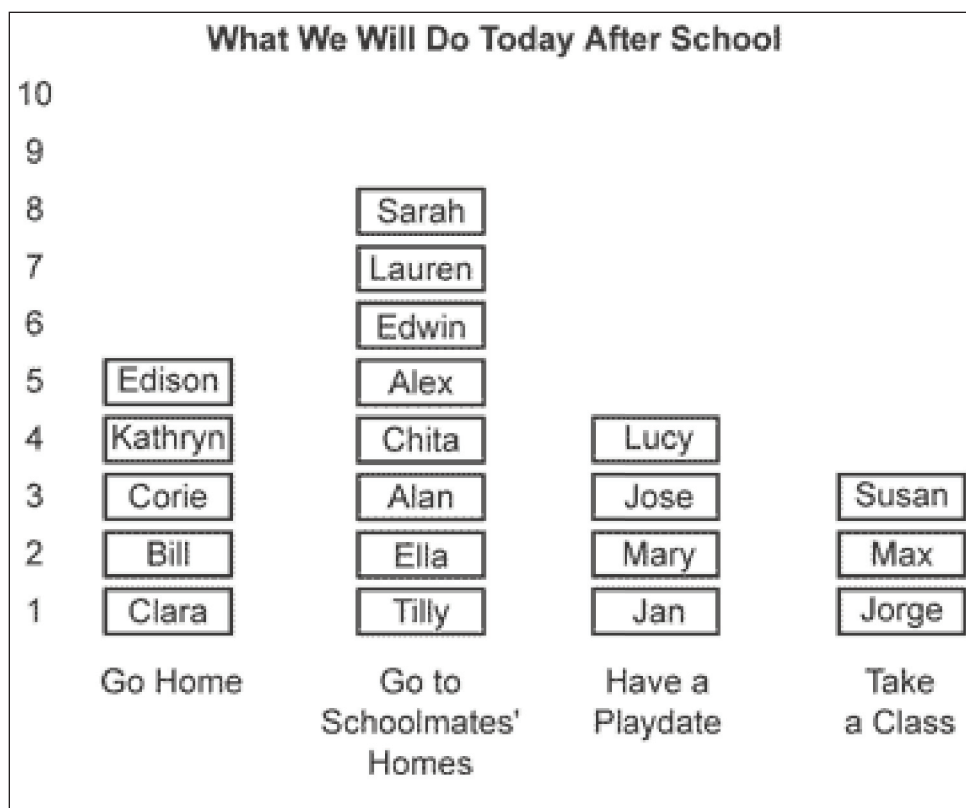 What We Will Do Today After School
10
9
8 Sarah
7 Lauren
6 Edwin
5 Edison Alex
4 Kathryn Chita Lucy
3 Corie Alan Jose Susan
2 Bill Ella Mary Max
1 Clara Tilly Jan Jorge
Go Home Go to Have a Take
Schoolmates' Playdate a Class
Homes